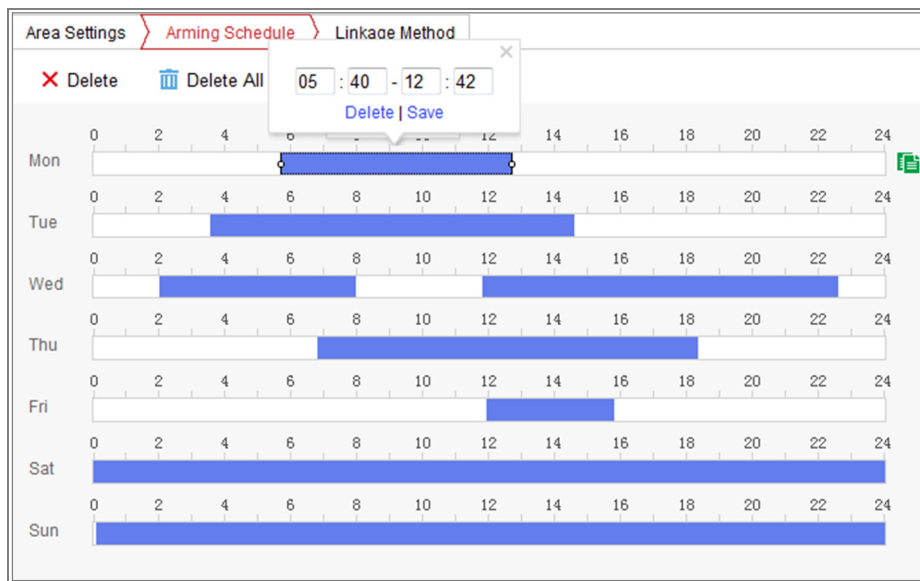 Area Settings Arming Schedule Linkage Method
Delete Delete All
05 : 40 - 12 : 42
Delete | Save
0 2 4 6 12 14 16 18 20 22 24
Mon
0 2 4 6 8 10 12 14 16 18 20 22 24
Tue
0 2 4 6 8 10 12 14 16 18 20 22 24
Wed
0 2 4 6 8 10 12 14 16 18 20 22 24
Thu
0 2 4 6 8 10 12 14 16 18 20 22 24
Fri
0 2 4 6 8 10 12 14 16 18 20 22 24
Sat
0 2 4 6 8 10 12 14 16 18 20 22 24
Sun